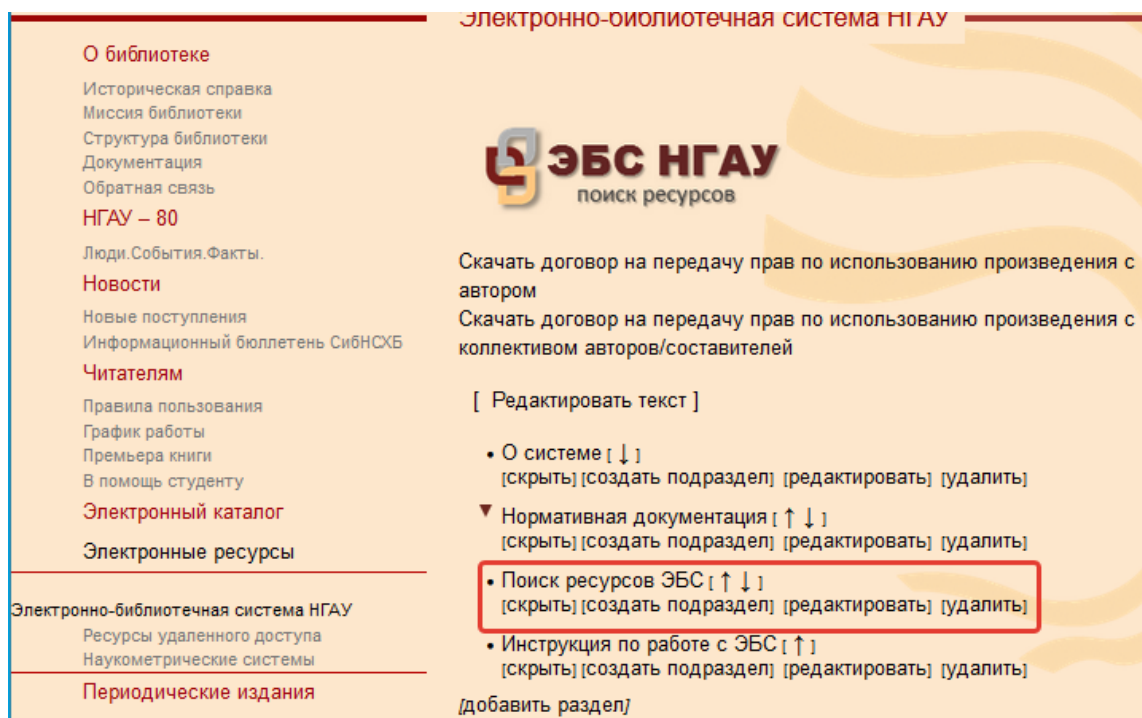 Электронно-библиотечная система НГАУ
О библиотеке
Историческая справка
Миссия библиотеки
Структура библиотеки
Документация
Обратная связь
НГАУ – 80
Люди.События.Факты.
Новости
Новые поступления
Информационный бюллетень СибНСХБ
Читателям
Правила пользования
График работы
Премьера книги
В помощь студенту
Электронный каталог
Электронные ресурсы
Электронно-библиотечная система НГАУ
Ресурсы удаленного доступа
Наукометрические системы
Периодические издания
ЭБС НГАУ
поиск ресурсов
Скачать договор на передачу прав по использованию произведения с
автором
Скачать договор на передачу прав по использованию произведения с
коллективом авторов/составителей
[ Редактировать текст ]
• О системе [ ↓ ]
[скрыть] [создать подраздел] [редактировать] [удалить]
▼ Нормативная документация [ ↑ ↓ ]
[скрыть] [создать подраздел] [редактировать] [удалить]
• Поиск ресурсов ЭБС [ ↑ ↓ ]
[скрыть] [создать подраздел] [редактировать] [удалить]
• Инструкция по работе с ЭБС [ ↑ ]
[скрыть] [создать подраздел] [редактировать] [удалить]
[добавить раздел]